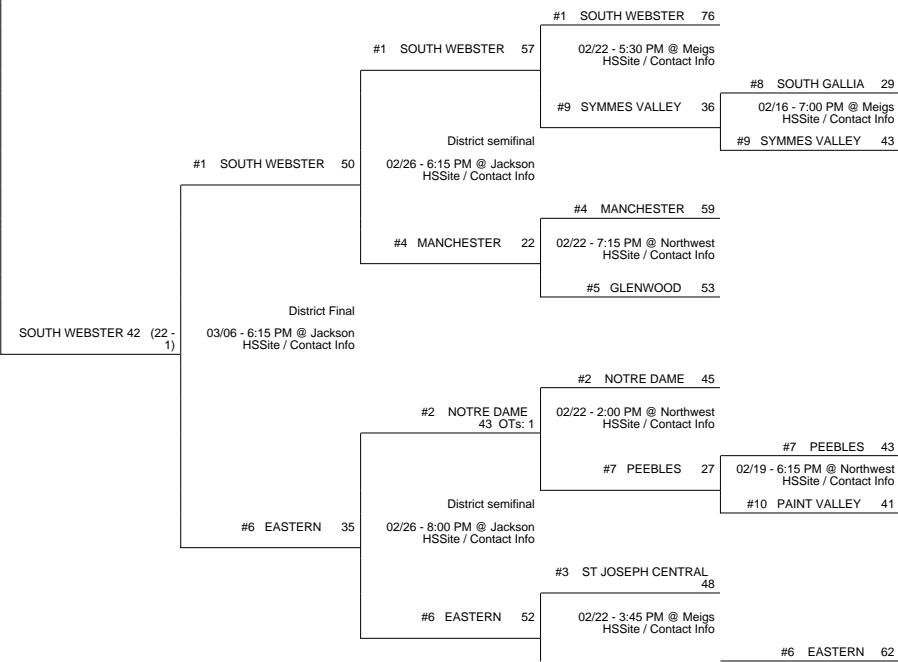 #1 SOUTH WEBSTER 76
#1 SOUTH WEBSTER 57
02/22 - 5:30 PM @ Meigs
HSSite / Contact Info
#8 SOUTH GALLIA 29
#9 SYMMES VALLEY 36
02/16 - 7:00 PM @ Meigs
HSSite / Contact Info
District semifinal
#9 SYMMES VALLEY 43
#1 SOUTH WEBSTER 50
02/26 - 6:15 PM @ Jackson
HSSite / Contact Info
#4 MANCHESTER 59
#4 MANCHESTER 22
02/22 - 7:15 PM @ Northwest
HSSite / Contact Info
#5 GLENWOOD 53
District Final
SOUTH WEBSTER 42 (22 -
1)
03/06 - 6:15 PM @ Jackson
HSSite / Contact Info
#2 NOTRE DAME 45
#2 NOTRE DAME
43 OTs: 1
02/22 - 2:00 PM @ Northwest
HSSite / Contact Info
#7 PEEBLES 43
#7 PEEBLES 27
02/19 - 6:15 PM @ Northwest
HSSite / Contact Info
District semifinal
#10 PAINT VALLEY 41
#6 EASTERN 35
02/26 - 8:00 PM @ Jackson
HSSite / Contact Info
#3 ST JOSEPH CENTRAL
48
#6 EASTERN 52
02/22 - 3:45 PM @ Meigs
HSSite / Contact Info
#6 EASTERN 62